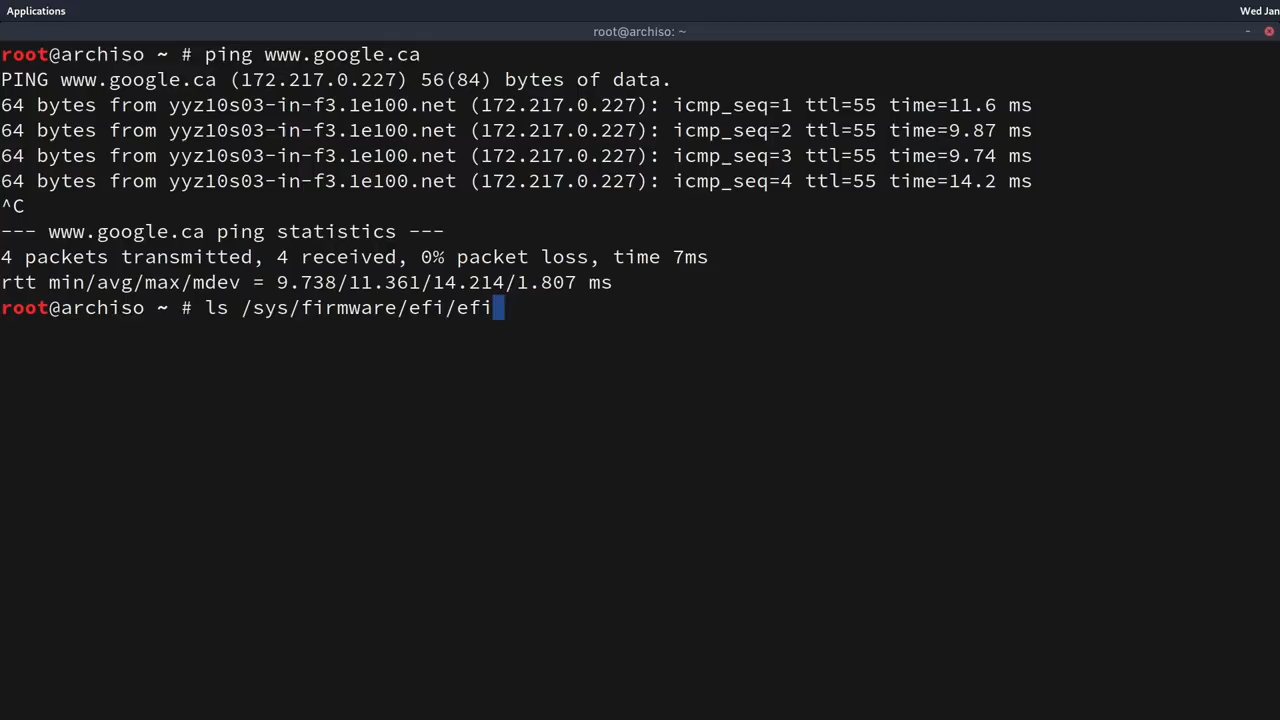 Applications
Wed Jan
root@archiso: ~
root@archiso ~ # ping www.google.ca
PING www.google.ca (172.217.0.227) 56(84) bytes of data.
64 bytes from yyz10s03-in-f3.1e100.net (172.217.0.227): icmp_seq=1 ttl=55 time=11.6 ms
64 bytes from yyz10s03-in-f3.1e100.net (172.217.0.227): icmp_seq=2 ttl=55 time=9.87 ms
64 bytes from yyz10s03-in-f3.1e100.net (172.217.0.227): icmp_seq=3 ttl=55 time=9.74 ms
64 bytes from yyz10s03-in-f3.1e100.net (172.217.0.227): icmp_seq=4 ttl=55 time=14.2 ms
^C
--- www.google.ca ping statistics ---
4 packets transmitted, 4 received, 0% packet loss, time 7ms
rtt min/avg/max/mdev = 9.738/11.361/14.214/1.807 ms
root@archiso ~ # ls /sys/firmware/efi/efi